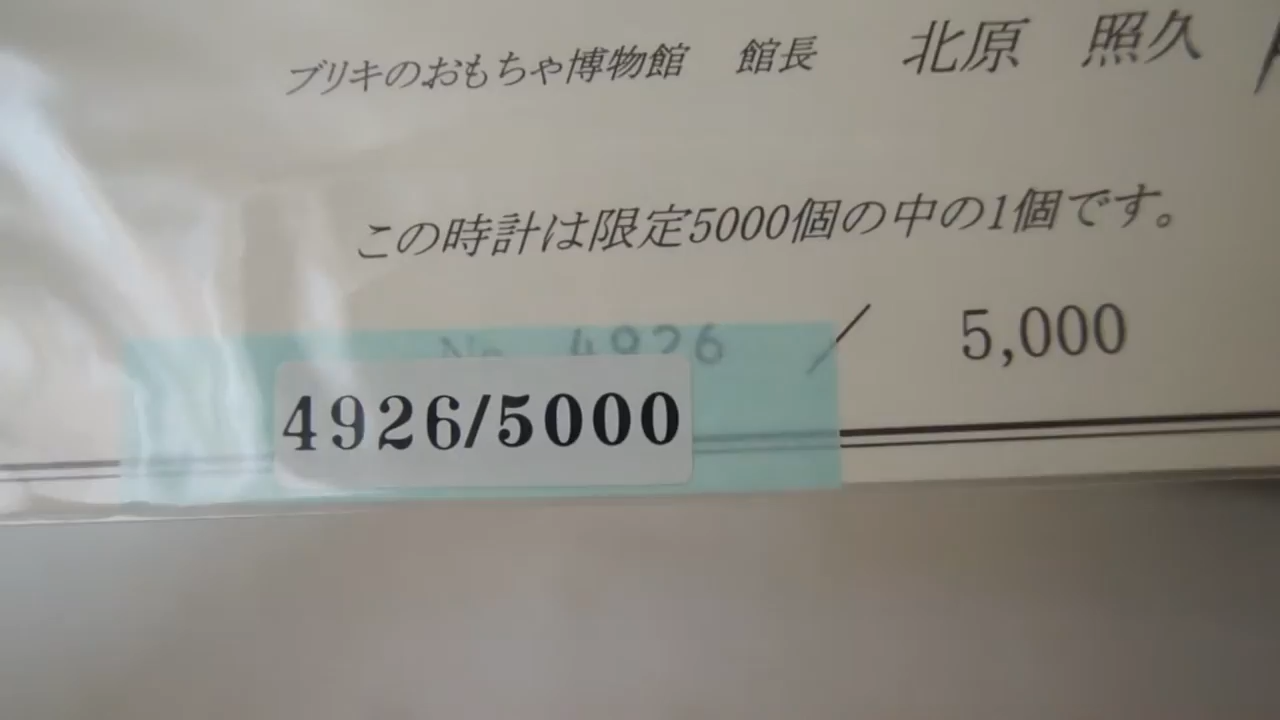 ブリキのおもちゃ博物館 館長 北原 照久
この時計は限定5000個の中の1個です。
No 4926 / 5,000
4926/5000